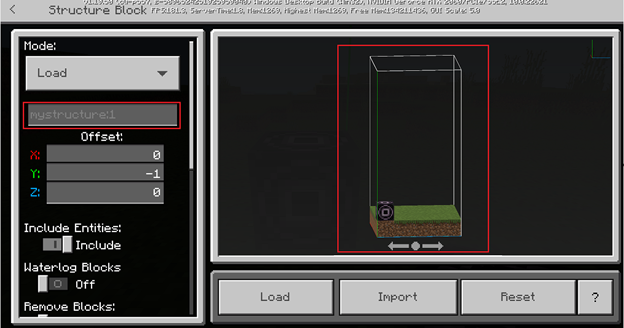 Structure Block
Mode:
Load
mystructure:1
Offset:
X: 0
Y: -1
Z: 0
Include Entities:
Include
Waterlog Blocks
Off
Remove Blocks:
Load
Import
Reset
?